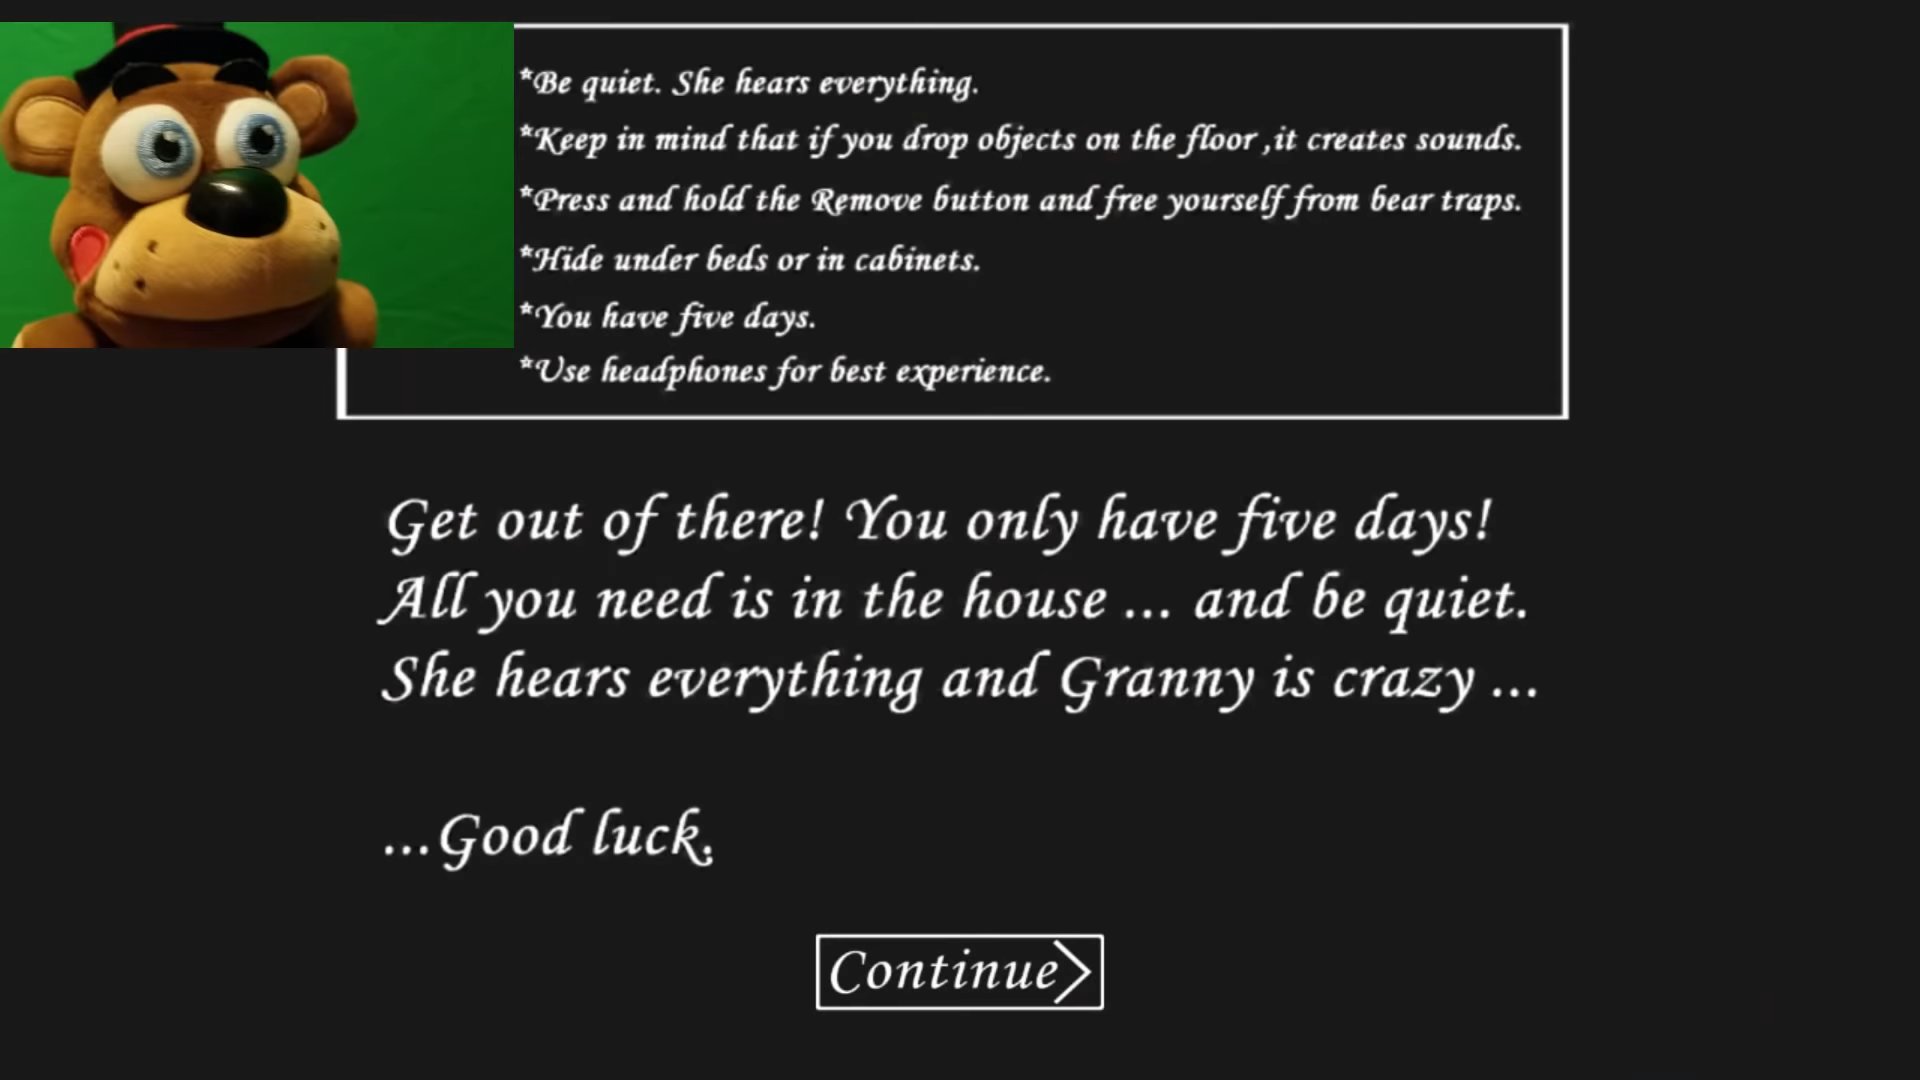 *Be quiet. She hears everything.
*Keep in mind that if you drop objects on the floor ,it creates sounds.
*Press and hold the Remove button and free yourself from bear traps.
*Hide under beds or in cabinets.
*You have five days.
*Use headphones for best experience.
Get out of there! You only have five days!
All you need is in the house ... and be quiet.
She hears everything and Granny is crazy ...
...Good luck.
Continue